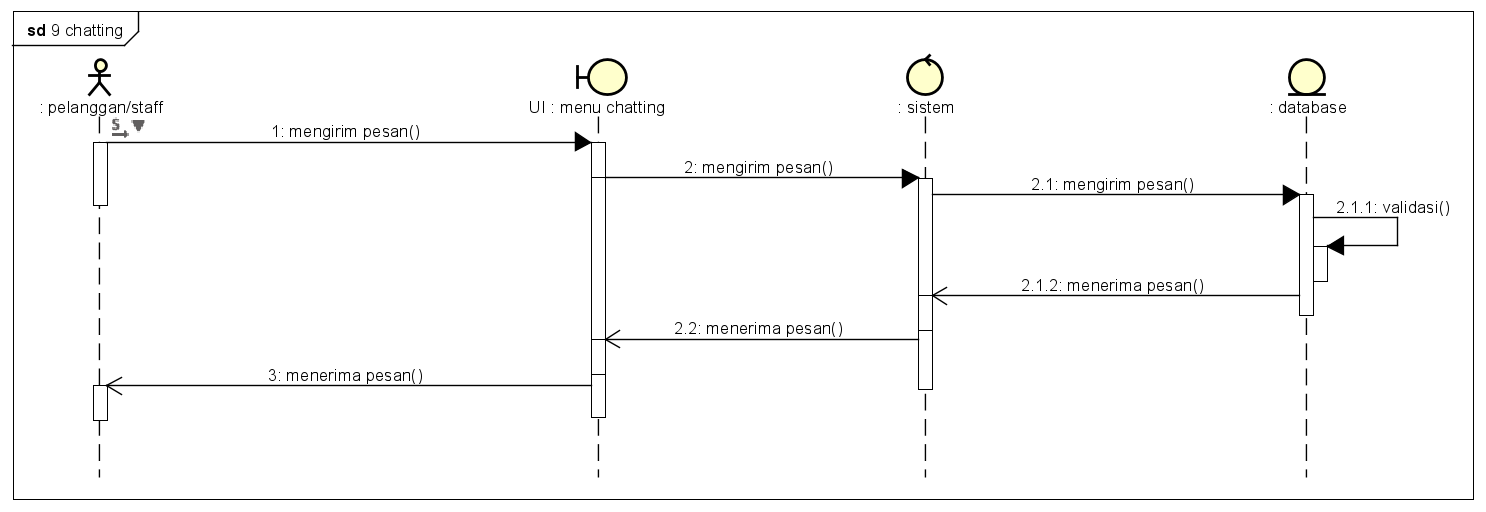 sd 9 chatting
: pelanggan/staff
UI : menu chatting
: sistem
: database
S
1: mengirim pesan()
2: mengirim pesan()
2.1: mengirim pesan()
2.1.1: validasi()
2.1.2: menerima pesan()
2.2: menerima pesan()
3: menerima pesan()